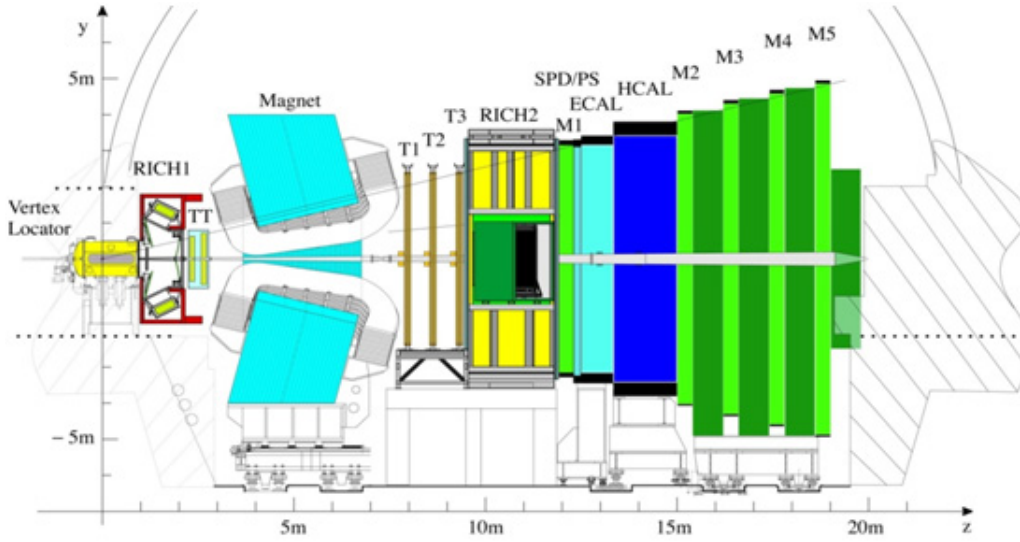 y
5m
Magnet
RICH1
TT
Vertex
Locator
T1
T2
T3
RICH2
M1
SPD/PS
ECAL
HCAL
M2
M3
M4
M5
− 5m
5m
10m
15m
20m
z